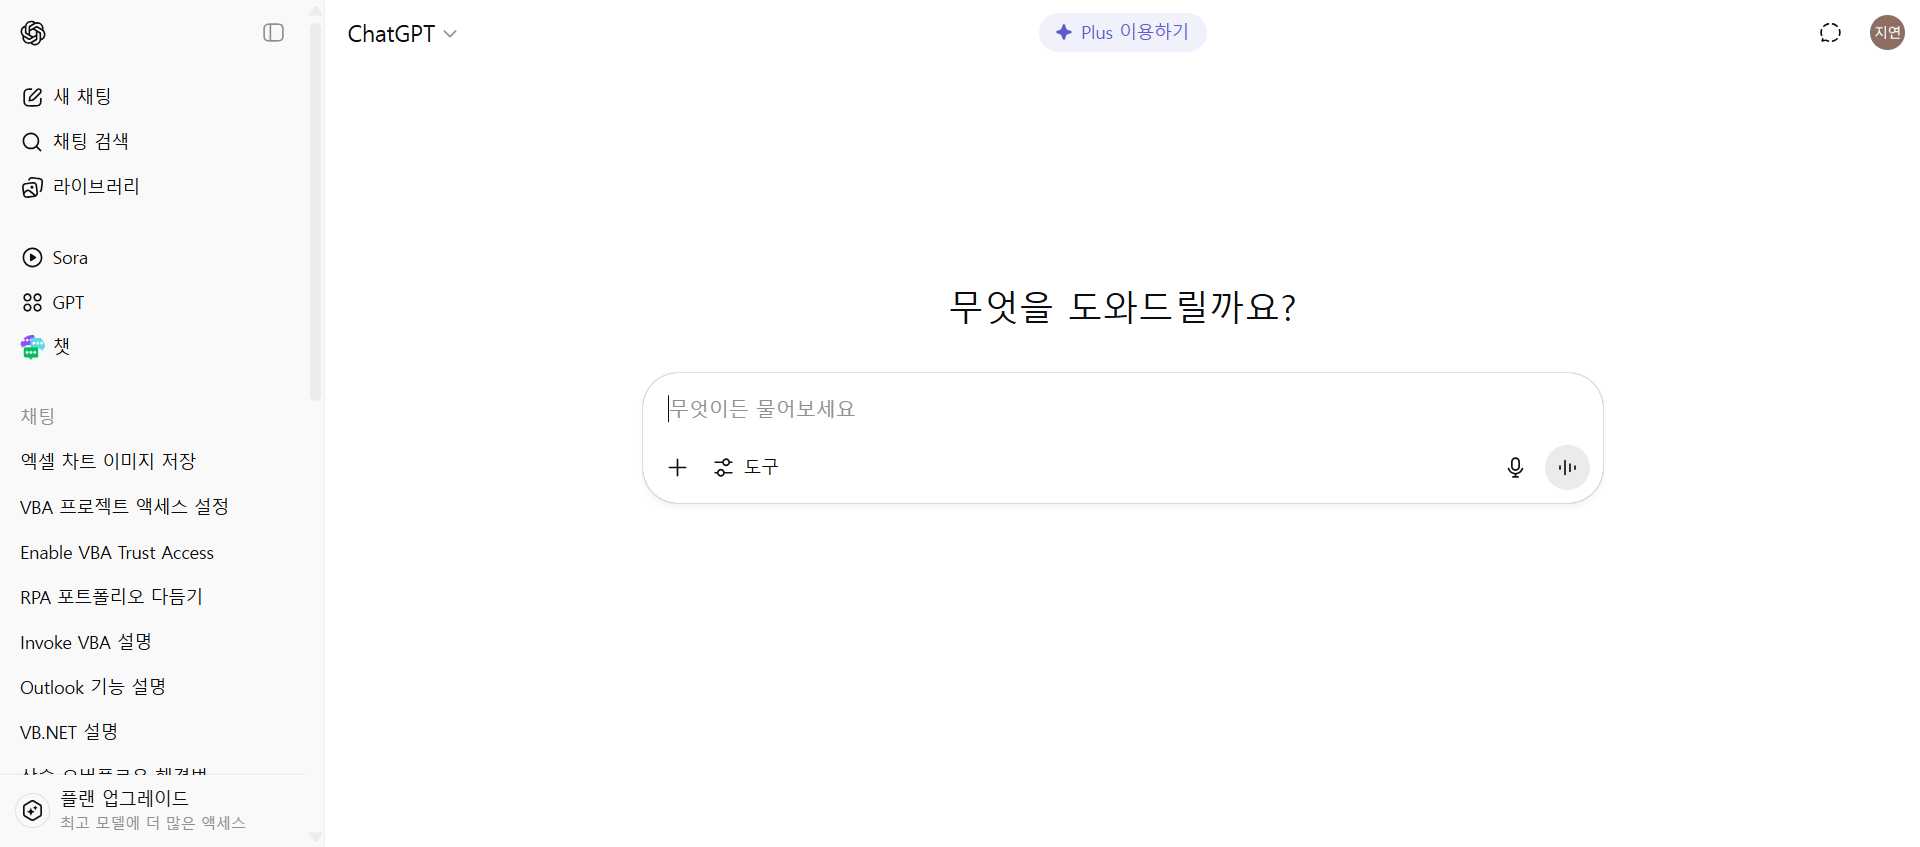 ChatGPT
Plus 이용하기
지연
새 채팅
채팅 검색
라이브러리
Sora
GPT
챗
채팅
엑셀 차트 이미지 저장
VBA 프로젝트 액세스 설정
Enable VBA Trust Access
RPA 포트폴리오 다듬기
Invoke VBA 설명
Outlook 기능 설명
VB.NET 설명
플랜 업그레이드
최고 모델에 더 많은 액세스
무엇을 도와드릴까요?
무엇이든 물어보세요
도구